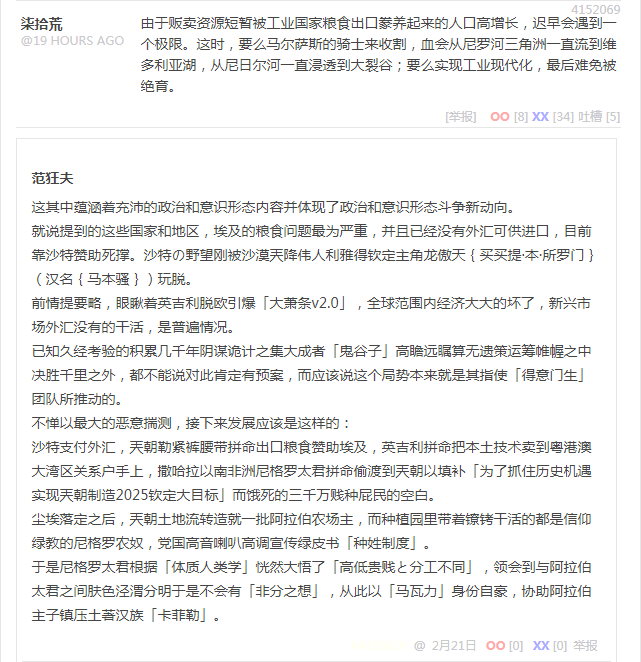 4152069
柒拾荒
@19 HOURS AGO
由于贩卖资源短暂被工业国家粮食出口豢养起来的人口高增长，迟早会遇到一
个极限。这时，要么马尔萨斯的骑士来收割，血会从尼罗河三角洲一直流到维
多利亚湖，从尼日尔河一直浸透到大裂谷；要么实现工业现代化，最后难免被
绝育。
[举报] OO [8] XX [34] 吐槽 [5]
范狂夫
这其中蕴涵着充沛的政治和意识形态内容并体现了政治和意识形态斗争新动向。
就说提到的这些国家和地区，埃及的粮食问题最为严重，并且已经没有外汇可供进口，目前
靠沙特赞助死撑。沙特の野望刚被沙漠天降伟人利雅得钦定主角龙傲天｛买买提·本·所罗门｝
（汉名｛马本骚｝）玩脱。
前情提要略，眼瞅着英吉利脱欧引爆「大萧条v2.0」，全球范围内经济大大的坏了，新兴市
场外汇没有的干活，是普遍情况。
已知久经考验的积累几千年阴谋诡计之集大成者「鬼谷子」高瞻远瞩算无遗策运筹帷幄之中
决胜千里之外，都不能说对此肯定有预案，而应该说这个局势本来就是其指使「得意门生」
团队所推动的。
不惮以最大的恶意揣测，接下来发展应该是这样的：
沙特支付外汇，天朝勒紧裤腰带拼命出口粮食赞助埃及，英吉利拼命把本土技术卖到粤港澳
大湾区关系户手上，撒哈拉以南非洲尼格罗太君拼命偷渡到天朝以填补「为了抓住历史机遇
实现天朝制造2025钦定大目标」而饿死的三千万贱种屁民的空白。
尘埃落定之后，天朝土地流转造就一批阿拉伯农场主，而种植园里带着镣铐干活的都是信仰
绿教的尼格罗农奴，党国高音喇叭高调宣传绿皮书「种姓制度」。
于是尼格罗太君根据「体质人类学」恍然大悟了「高低贵贱と分工不同」，领会到与阿拉伯
太君之间肤色泾渭分明于是不会有「非分之想」，从此以「马瓦力」身份自豪，协助阿拉伯
主子镇压土著汉族「卡菲勒」。
@ 2月21日 OO [0] XX [0] 举报